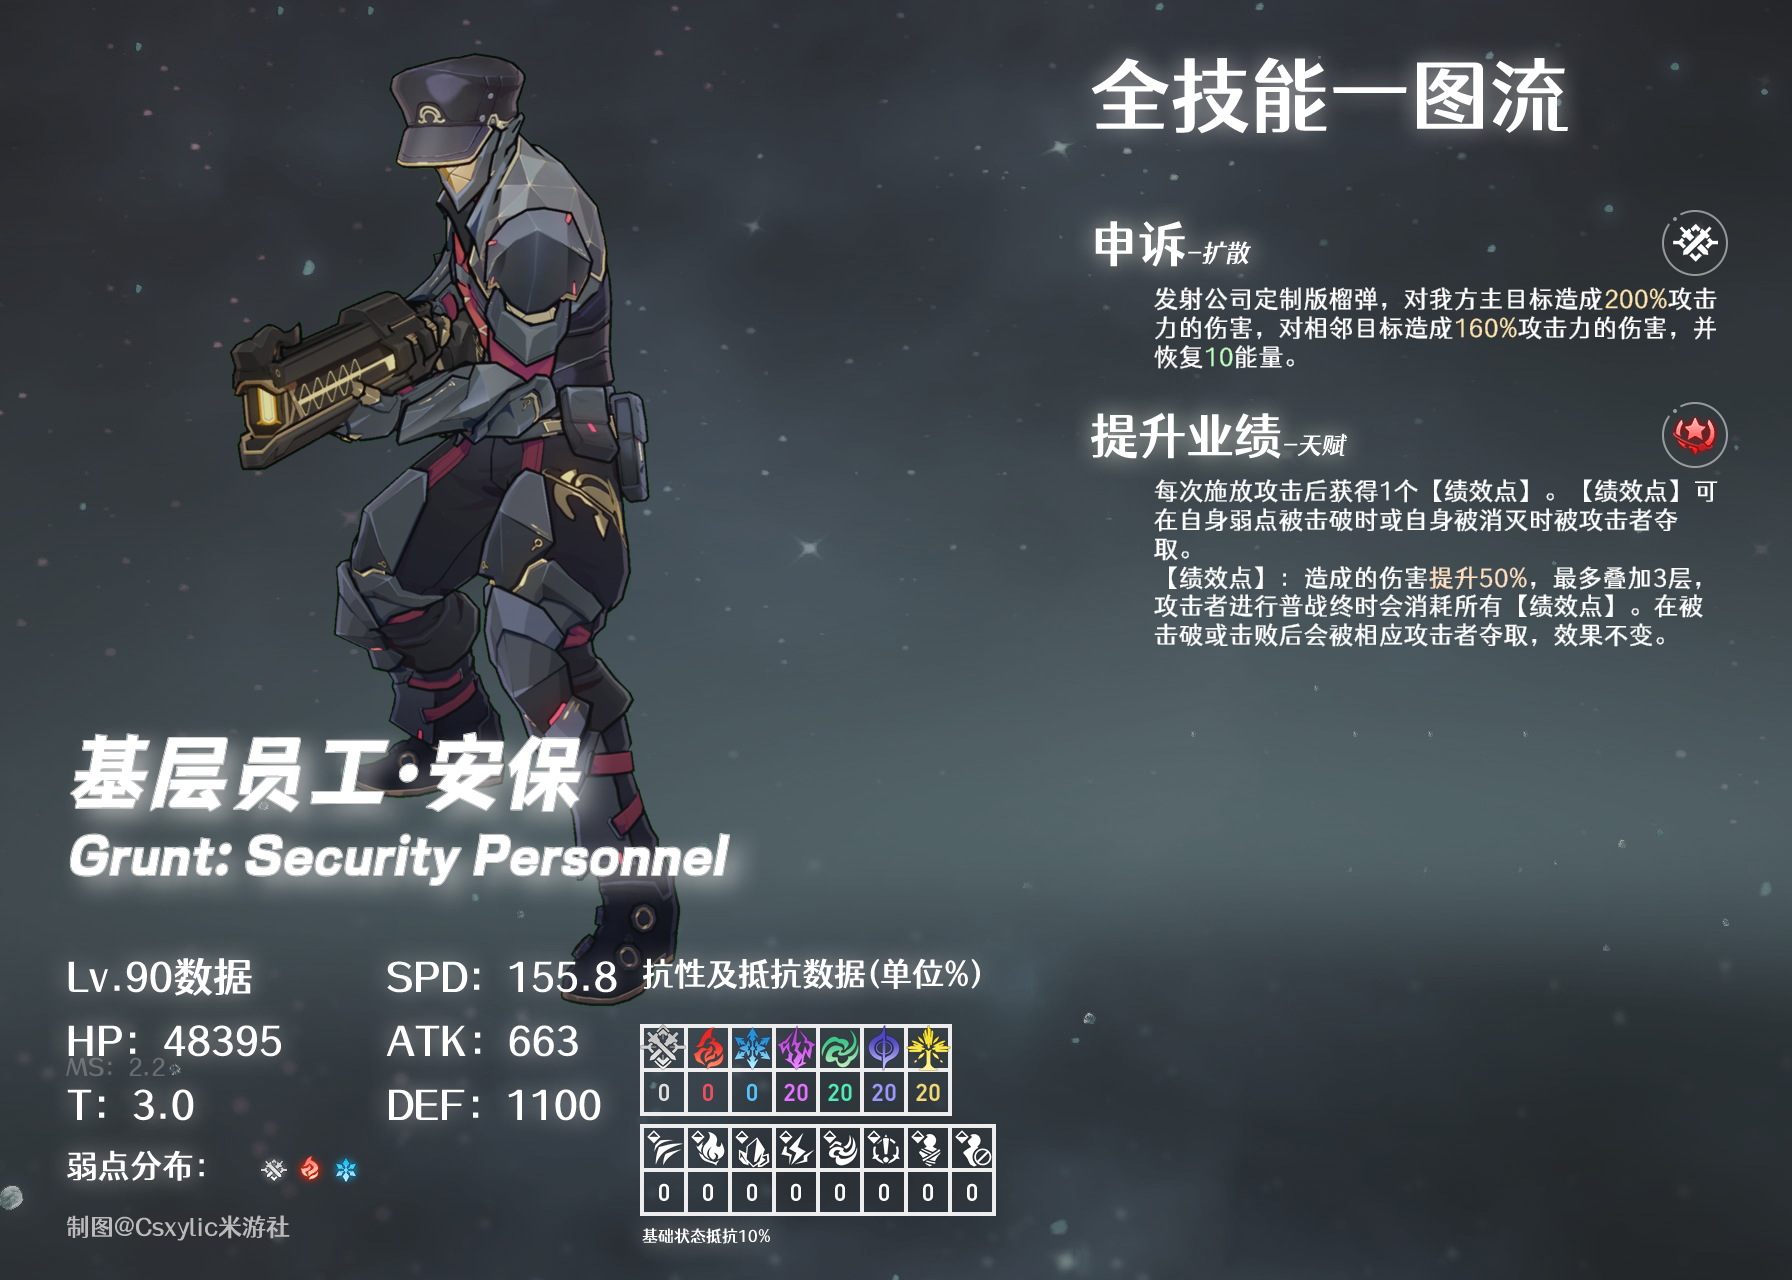 全技能一图流
申诉-扩散
发射公司定制版榴弹，对我方主目标造成200%攻击
力的伤害，对相邻目标造成160%攻击力的伤害，并
恢复10能量。
提升业绩-天赋
每次施放攻击后获得1个【绩效点】。【绩效点】可
在自身弱点被击破时或自身被消灭时被攻击者夺
取。
【绩效点】：造成的伤害提升50%，最多叠加3层，
攻击者进行普战终时会消耗所有【绩效点】。在被
击破或击败后会被相应攻击者夺取，效果不变。
基层员工·安保
Grunt: Security Personnel
Lv.90数据
SPD：155.8
HP：48395
ATK：663
MS：2.2
T：3.0
DEF：1100
弱点分布：
制图@Csxylic米游社
抗性及抵抗数据(单位%)
0 0 0 20 20 20 20
0 0 0 0 0 0 0 0
基础状态抵抗10%